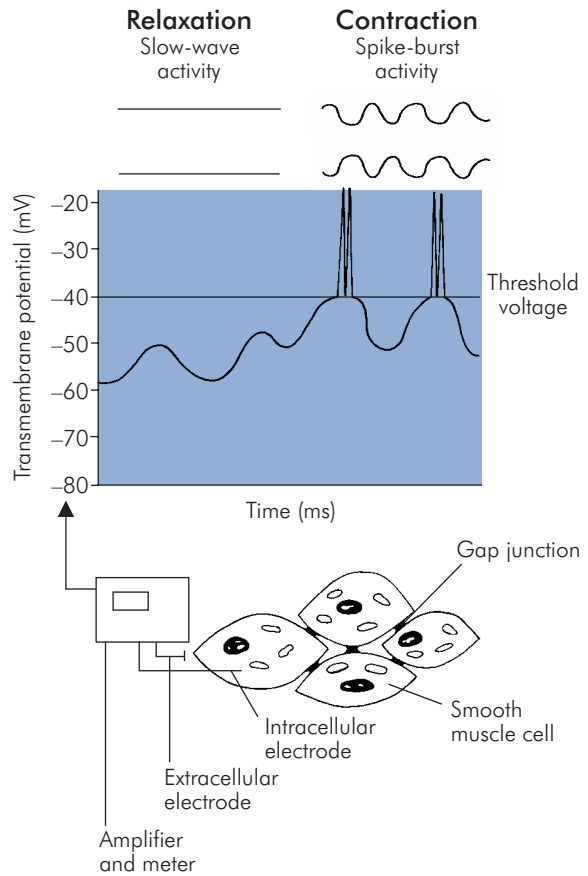 Relaxation
Slow-wave
activity
Contraction
Spike-burst
activity
Transmembrane potential (mV)
–20
–30
–40
–50
–60
–70
–80
Threshold
voltage
Time (ms)
Gap junction
Smooth
muscle cell
Intracellular
electrode
Extracellular
electrode
Amplifier
and meter